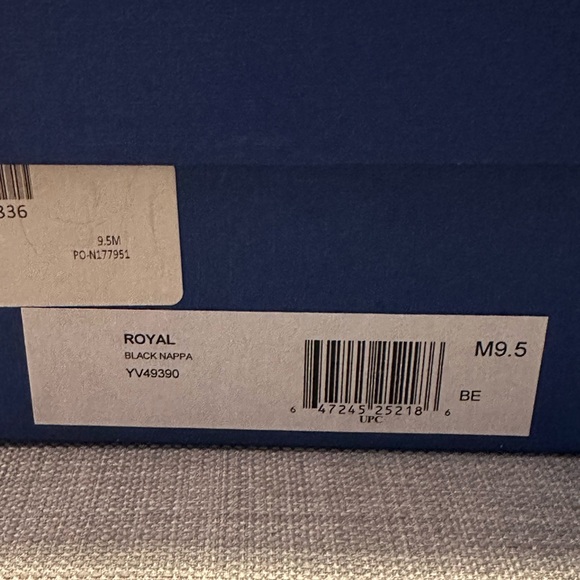 336
9.5M
PO-N177951
ROYAL
BLACK NAPPA
YV49390
M9.5
BE
6 47245 25218 6
UPC